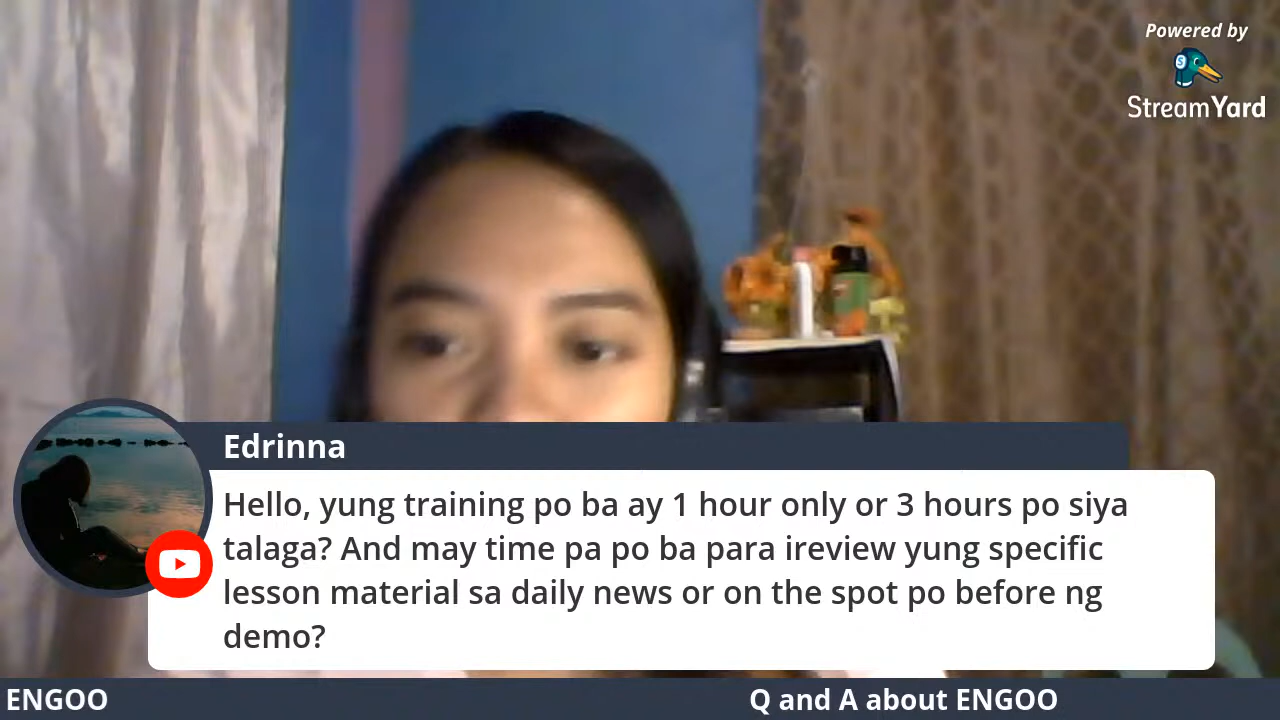 Powered by
StreamYard
Edrinna
Hello, yung training po ba ay 1 hour only or 3 hours po siya
talaga? And may time pa po ba para ireview yung specific
lesson material sa daily news or on the spot po before ng
demo?
ENGOO
Q and A about ENGOO